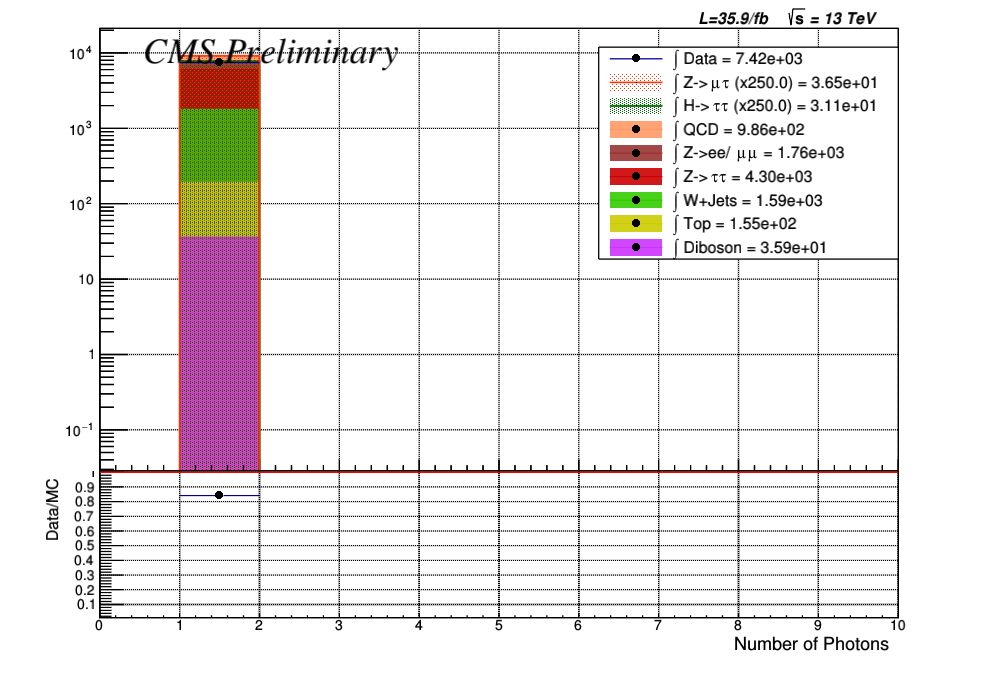 L=35.9/fb √s = 13 TeV
CMS Preliminary
∫ Data = 7.42e+03
∫ Z->μτ (x250.0) = 3.65e+01
∫ H->ττ (x250.0) = 3.11e+01
∫ QCD = 9.86e+02
∫ Z->ee/ μμ = 1.76e+03
∫ Z->ττ = 4.30e+03
∫ W+Jets = 1.59e+03
∫ Top = 1.55e+02
∫ Diboson = 3.59e+01
10⁴
10³
10²
10
1
10⁻¹
Data/MC
1
0.9
0.8
0.7
0.6
0.5
0.4
0.3
0.2
0.1
0 1 2 3 4 5 6 7 8 9 10
Number of Photons